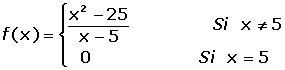 f(x) = { (x² − 25)/(x − 5) Si x ≠ 5
0 Si x = 5